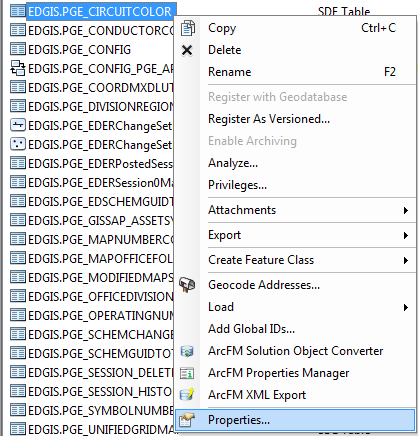 EDGIS.PGE_CIRCUITCOLOR SDE Table
EDGIS.PGE_CONDUCTORCO
EDGIS.PGE_CONFIG
EDGIS.PGE_CONFIG_PGE_AP
EDGIS.PGE_COORDMXDLUT
EDGIS.PGE_DIVISIONREGION
EDGIS.PGE_EDERChangeSet
EDGIS.PGE_EDERChangeSet
EDGIS.PGE_EDERPostedSess
EDGIS.PGE_EDERSession0Ma
EDGIS.PGE_EDSCHEMGUIDT
EDGIS.PGE_GISSAP_ASSETSY
EDGIS.PGE_MAPNUMBERCO
EDGIS.PGE_MAPOFFICEFOL
EDGIS.PGE_MODIFIEDMAPS
EDGIS.PGE_OFFICEDIVISION
EDGIS.PGE_OPERATINGNUM
EDGIS.PGE_SCHEMCHANGE
EDGIS.PGE_SCHEMGUIDTO
EDGIS.PGE_SESSION_DELET
EDGIS.PGE_SESSION_HISTO
EDGIS.PGE_SYMBOLNUMBE
EDGIS.PGE_UNIFIEDGRIDMA
Copy Ctrl+C
Delete
Rename F2
Register with Geodatabase
Register As Versioned...
Enable Archiving
Analyze...
Privileges...
Attachments
Export
Create Feature Class
Geocode Addresses...
Load
Add Global IDs...
ArcFM Solution Object Converter
ArcFM Properties Manager
ArcFM XML Export
Properties...